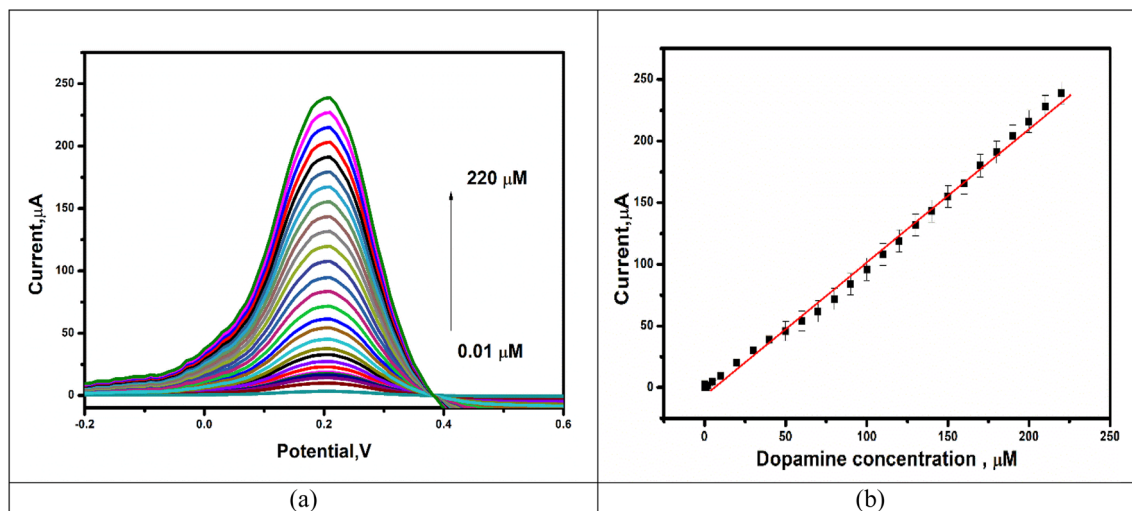 250
200
150
100
50
0
Current,µA
220 µM
0.01 µM
-0.2 0.0 0.2 0.4 0.6
Potential,V
(a)
250
200
150
100
50
0
Current,µA
0 50 100 150 200 250
Dopamine concentration , µM
(b)